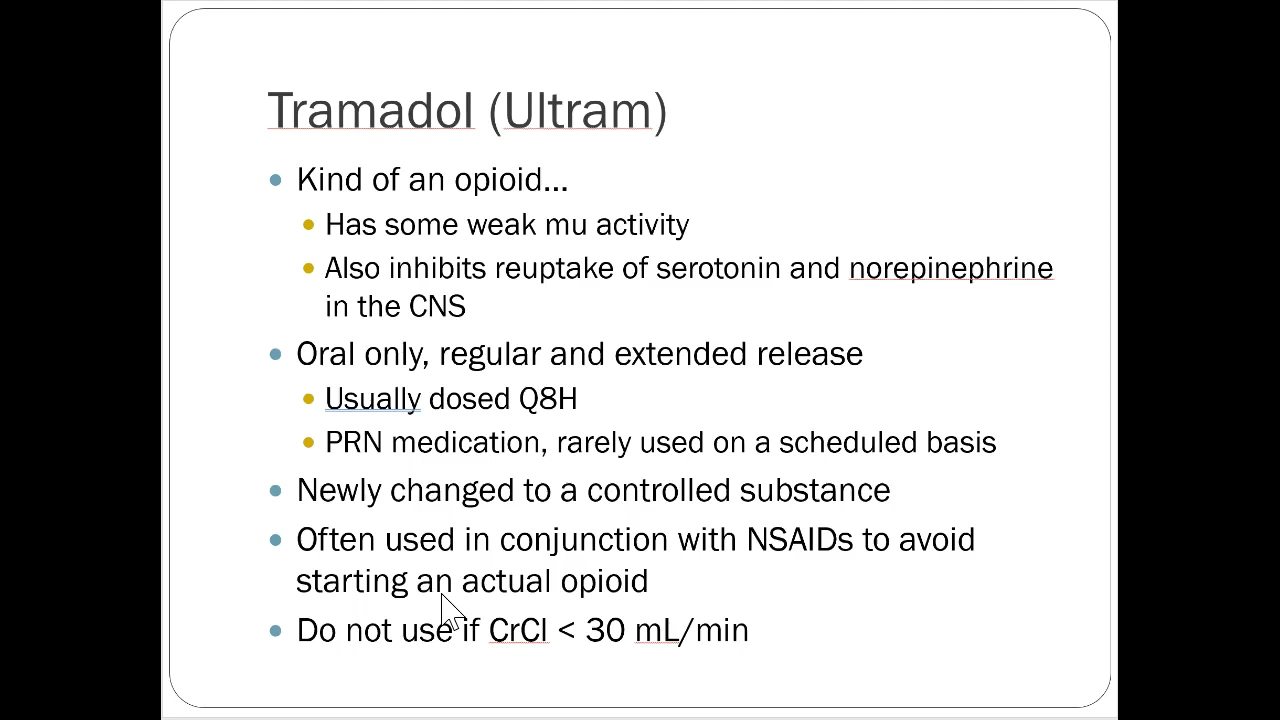 Tramadol (Ultram)
Kind of an opioid...
Has some weak mu activity
Also inhibits reuptake of serotonin and norepinephrine
in the CNS
Oral only, regular and extended release
Usually dosed Q8H
PRN medication, rarely used on a scheduled basis
Newly changed to a controlled substance
Often used in conjunction with NSAIDs to avoid
starting an actual opioid
Do not use if CrCl < 30 mL/min